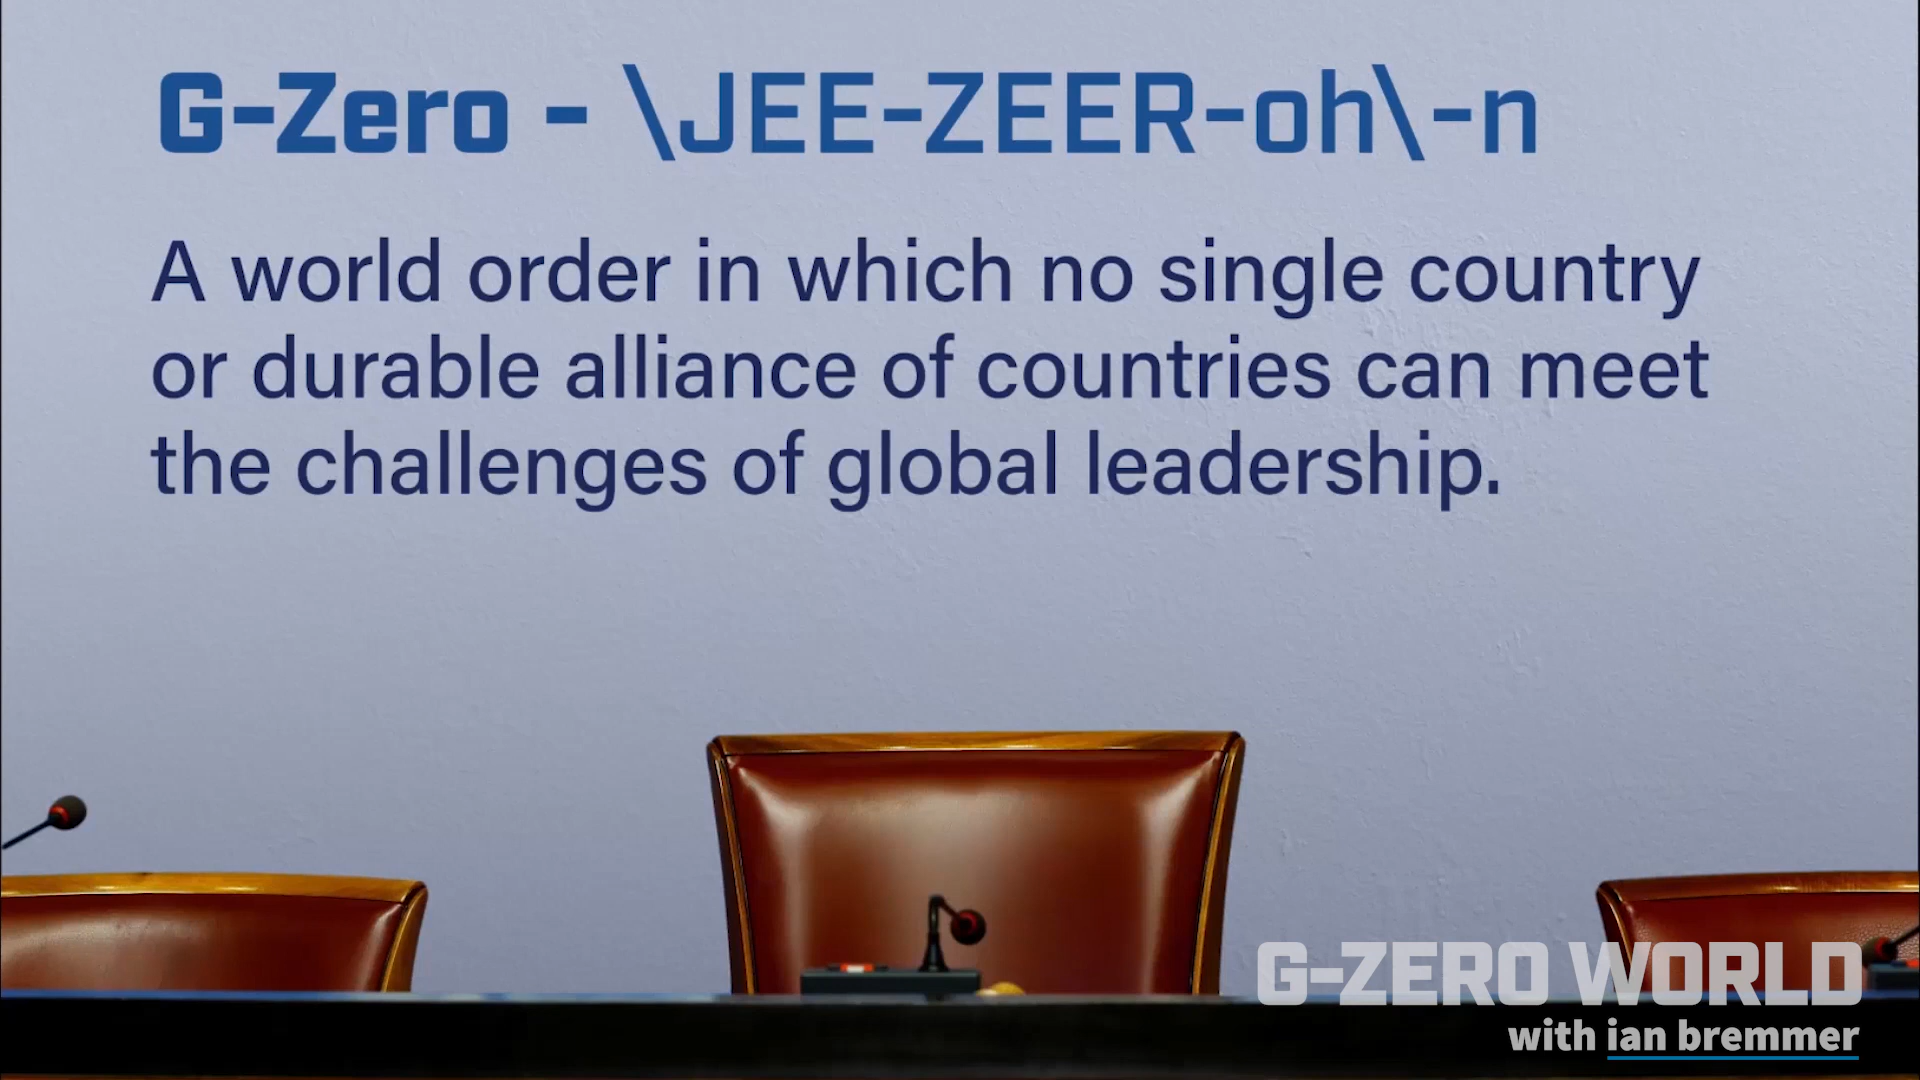 G-Zero - \JEE-ZEER-oh\-n
A world order in which no single country
or durable alliance of countries can meet
the challenges of global leadership.
G-ZERO WORLD
with ian bremmer